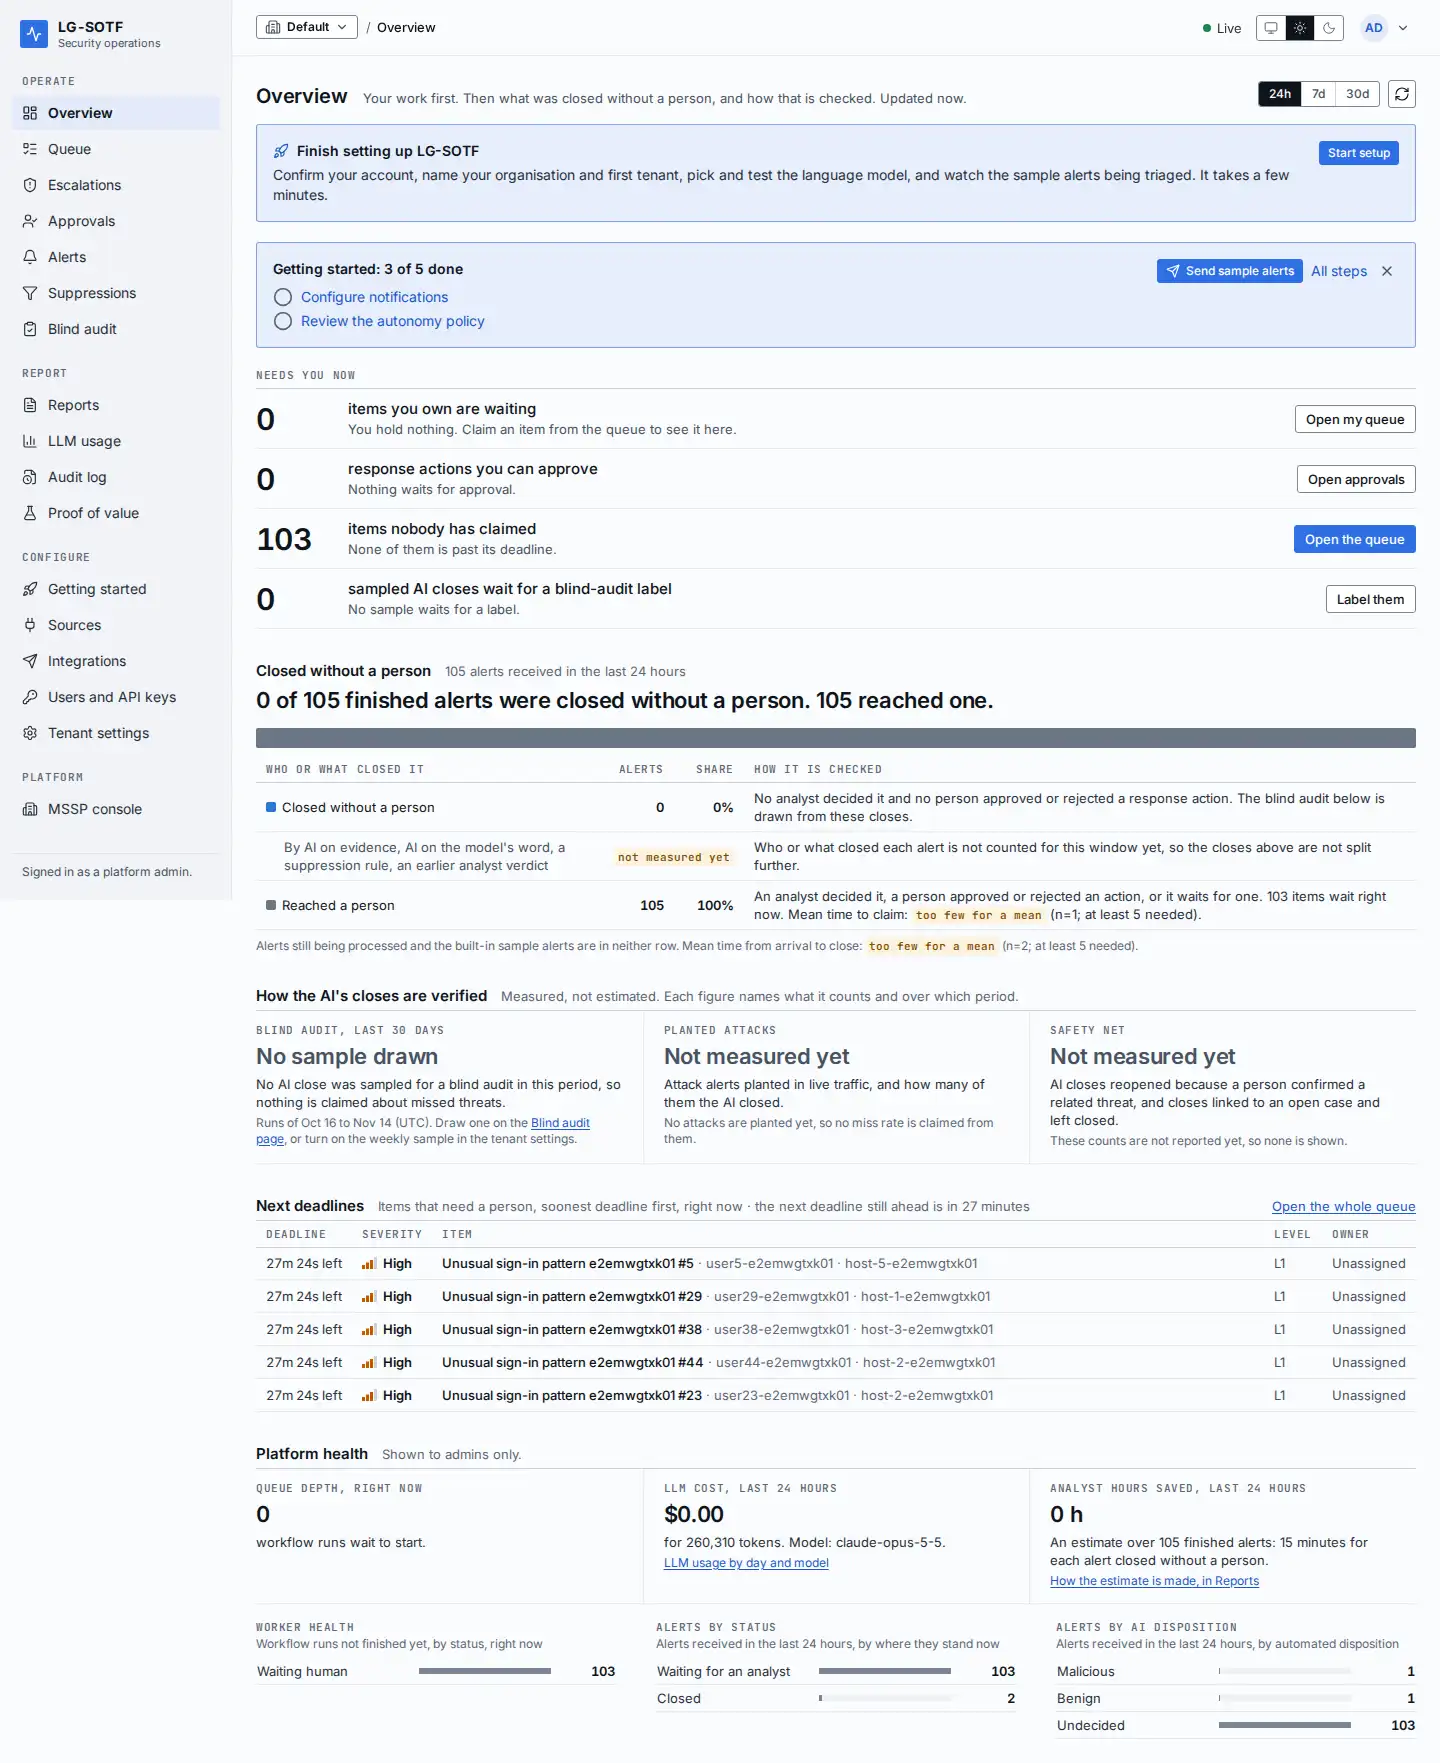 LG-SOTF
Security operations
OPERATE
Overview
Queue
Escalations
Approvals
Alerts
Suppressions
Blind audit
REPORT
Reports
LLM usage
Audit log
Proof of value
CONFIGURE
Getting started
Sources
Integrations
Users and API keys
Tenant settings
PLATFORM
MSSP console
Signed in as a platform admin.
Default / Overview
Live
AD
Overview Your work first. Then what was closed without a person, and how that is checked. Updated now.
24h 7d 30d
Finish setting up LG-SOTF
Start setup
Confirm your account, name your organisation and first tenant, pick and test the language model, and watch the sample alerts being triaged. It takes a few
minutes.
Getting started: 3 of 5 done
Send sample alerts All steps
Configure notifications
Review the autonomy policy
NEEDS YOU NOW
0 items you own are waiting
You hold nothing. Claim an item from the queue to see it here.
Open my queue
0 response actions you can approve
Nothing waits for approval.
Open approvals
103 items nobody has claimed
None of them is past its deadline.
Open the queue
0 sampled AI closes wait for a blind-audit label
No sample waits for a label.
Label them
Closed without a person 105 alerts received in the last 24 hours
0 of 105 finished alerts were closed without a person. 105 reached one.
WHO OR WHAT CLOSED IT ALERTS SHARE HOW IT IS CHECKED
Closed without a person 0 0% No analyst decided it and no person approved or rejected a response action. The blind audit below is
drawn from these closes.
By AI on evidence, AI on the model's word, a
suppression rule, an earlier analyst verdict
not measured yet
Who or what closed each alert is not counted for this window yet, so the closes above are not split
further.
Reached a person 105 100% An analyst decided it, a person approved or rejected an action, or it waits for one. 103 items wait right
now. Mean time to claim: too few for a mean (n=1; at least 5 needed).
Alerts still being processed and the built-in sample alerts are in neither row. Mean time from arrival to close: too few for a mean (n=2; at least 5 needed).
How the AI's closes are verified Measured, not estimated. Each figure names what it counts and over which period.
BLIND AUDIT, LAST 30 DAYS
No sample drawn
No AI close was sampled for a blind audit in this period, so
nothing is claimed about missed threats.
Runs of Oct 16 to Nov 14 (UTC). Draw one on the Blind audit
page, or turn on the weekly sample in the tenant settings.
PLANTED ATTACKS
Not measured yet
Attack alerts planted in live traffic, and how many of
them the AI closed.
No attacks are planted yet, so no miss rate is claimed from
them.
SAFETY NET
Not measured yet
AI closes reopened because a person confirmed a
related threat, and closes linked to an open case and
left closed.
These counts are not reported yet, so none is shown.
Next deadlines Items that need a person, soonest deadline first, right now · the next deadline still ahead is in 27 minutes
Open the whole queue
DEADLINE SEVERITY ITEM LEVEL OWNER
27m 24s left High Unusual sign-in pattern e2emwgtxk01 #5 · user5-e2emwgtxk01 · host-5-e2emwgtxk01 L1 Unassigned
27m 24s left High Unusual sign-in pattern e2emwgtxk01 #29 · user29-e2emwgtxk01 · host-1-e2emwgtxk01 L1 Unassigned
27m 24s left High Unusual sign-in pattern e2emwgtxk01 #38 · user38-e2emwgtxk01 · host-3-e2emwgtxk01 L1 Unassigned
27m 24s left High Unusual sign-in pattern e2emwgtxk01 #44 · user44-e2emwgtxk01 · host-2-e2emwgtxk01 L1 Unassigned
27m 24s left High Unusual sign-in pattern e2emwgtxk01 #23 · user23-e2emwgtxk01 · host-2-e2emwgtxk01 L1 Unassigned
Platform health Shown to admins only.
QUEUE DEPTH, RIGHT NOW
0
workflow runs wait to start.
LLM COST, LAST 24 HOURS
$0.00
for 260,310 tokens. Model: claude-opus-5-5.
LLM usage by day and model
ANALYST HOURS SAVED, LAST 24 HOURS
0 h
An estimate over 105 finished alerts: 15 minutes for
each alert closed without a person.
How the estimate is made, in Reports
WORKER HEALTH
Workflow runs not finished yet, by status, right now
Waiting human 103
ALERTS BY STATUS
Alerts received in the last 24 hours, by where they stand now
Waiting for an analyst 103
Closed 2
ALERTS BY AI DISPOSITION
Alerts received in the last 24 hours, by automated disposition
Malicious 1
Benign 1
Undecided 103